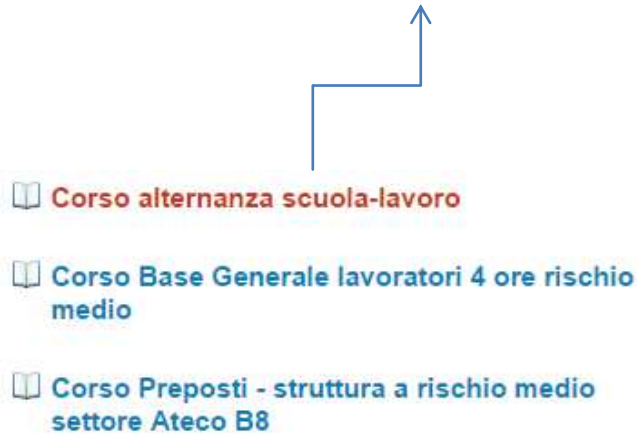 Corso alternanza scuola-lavoro
Corso Base Generale lavoratori 4 ore rischio
medio
Corso Preposti - struttura a rischio medio
settore Ateco B8